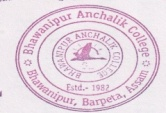 Bhawanipur Anchalik College
BHAWANIPUR ANCHALIK COLLEGE
Estd.- 1982
Bhawanipur, Barpeta, Assam